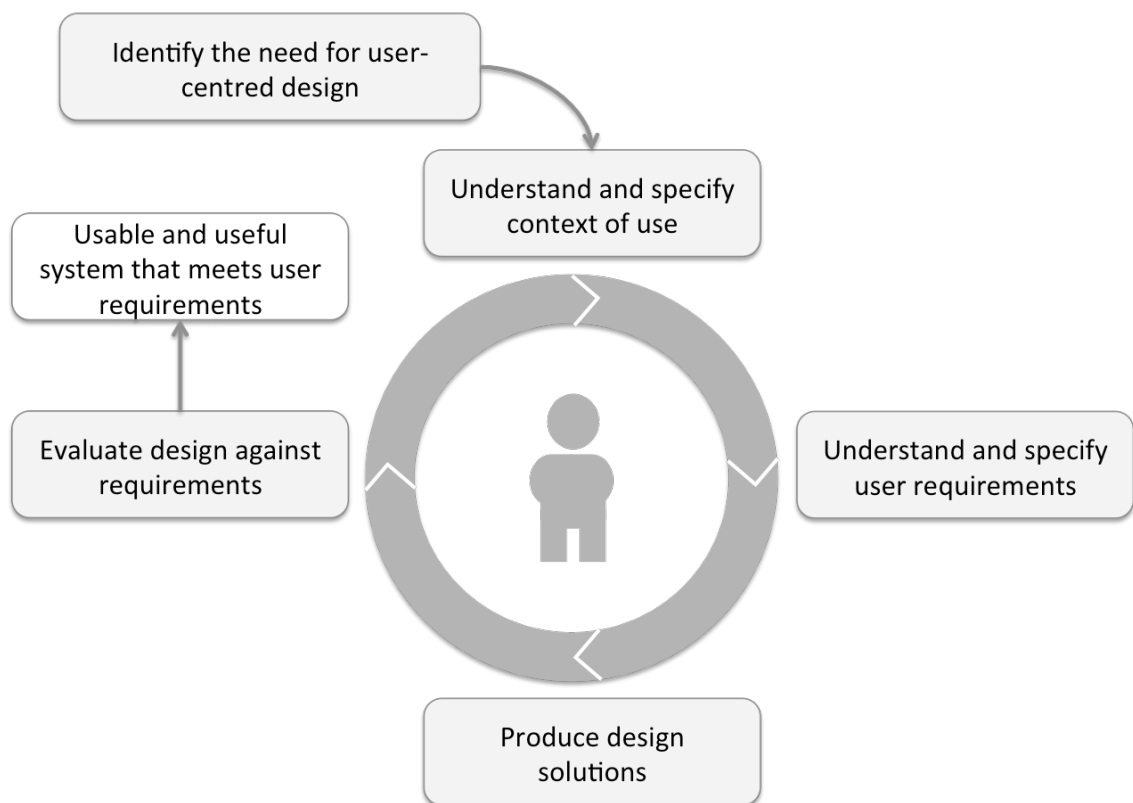 Identify the need for user-
centred design
Understand and specify
context of use
Usable and useful
system that meets user
requirements
Evaluate design against
requirements
Understand and specify
user requirements
Produce design
solutions